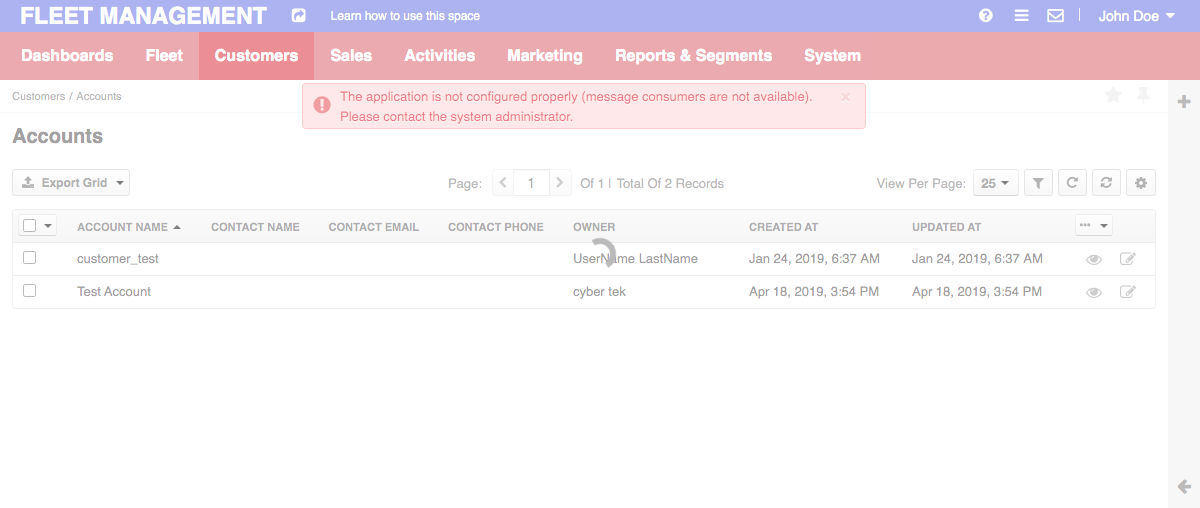 FLEET MANAGEMENT Learn how to use this space John Doe
Dashboards Fleet Customers Sales Activities Marketing Reports & Segments System
Customers / Accounts
The application is not configured properly (message consumers are not available).
Please contact the system administrator.
Accounts
Export Grid Page: 1 Of 1 | Total Of 2 Records View Per Page: 25
ACCOUNT NAME CONTACT NAME CONTACT EMAIL CONTACT PHONE OWNER CREATED AT UPDATED AT
customer_test UserName LastName Jan 24, 2019, 6:37 AM Jan 24, 2019, 6:37 AM
Test Account cyber tek Apr 18, 2019, 3:54 PM Apr 18, 2019, 3:54 PM